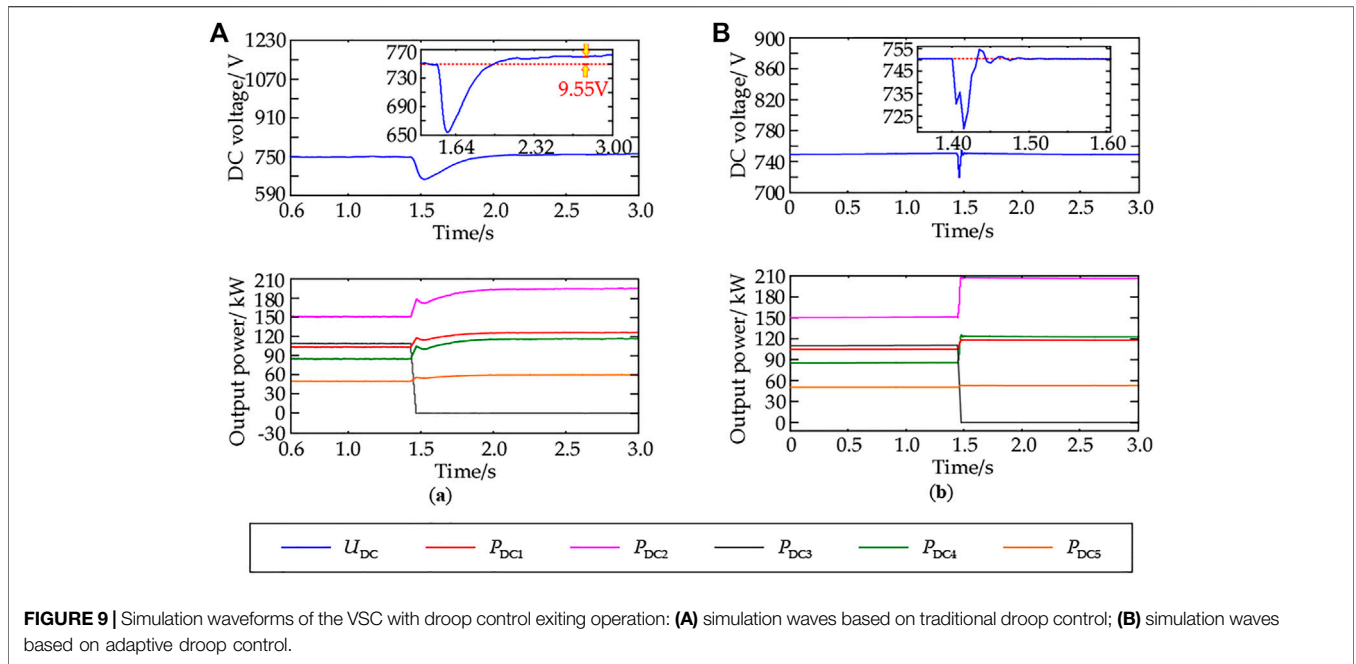 A
1230
1070
910
750
590
DC voltage/ V
770
730
690
650
9.55V
1.64 2.32 3.00
0.6 1.0 1.5 2.0 2.5 3.0
Time/s
B
900
860
820
780
740
700
DC voltage/ V
755
745
735
725
1.40 1.50 1.60
0 0.5 1.0 1.5 2.0 2.5 3.0
Time/s
210
180
150
120
90
60
30
0
-30
Output power/ kW
0.6 1.0 1.5 2.0 2.5 3.0
Time/s
(a)
210
180
150
120
90
60
30
0
Output power/ kW
0 0.5 1.0 1.5 2.0 2.5 3.0
Time/s
(b)
U_DC P_DC1 P_DC2 P_DC3 P_DC4 P_DC5
FIGURE 9 | Simulation waveforms of the VSC with droop control exiting operation: (A) simulation waves based on traditional droop control; (B) simulation waves
based on adaptive droop control.